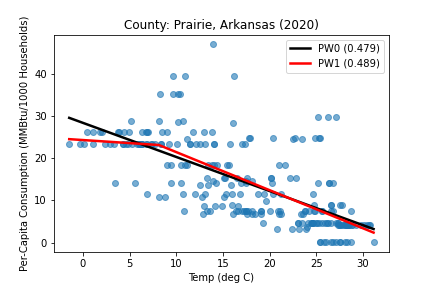 County: Prairie, Arkansas (2020)
PW0 (0.479)
PW1 (0.489)
Per-Capita Consumption (MMBtu/1000 Households)
40
30
20
10
0
0 5 10 15 20 25 30
Temp (deg C)